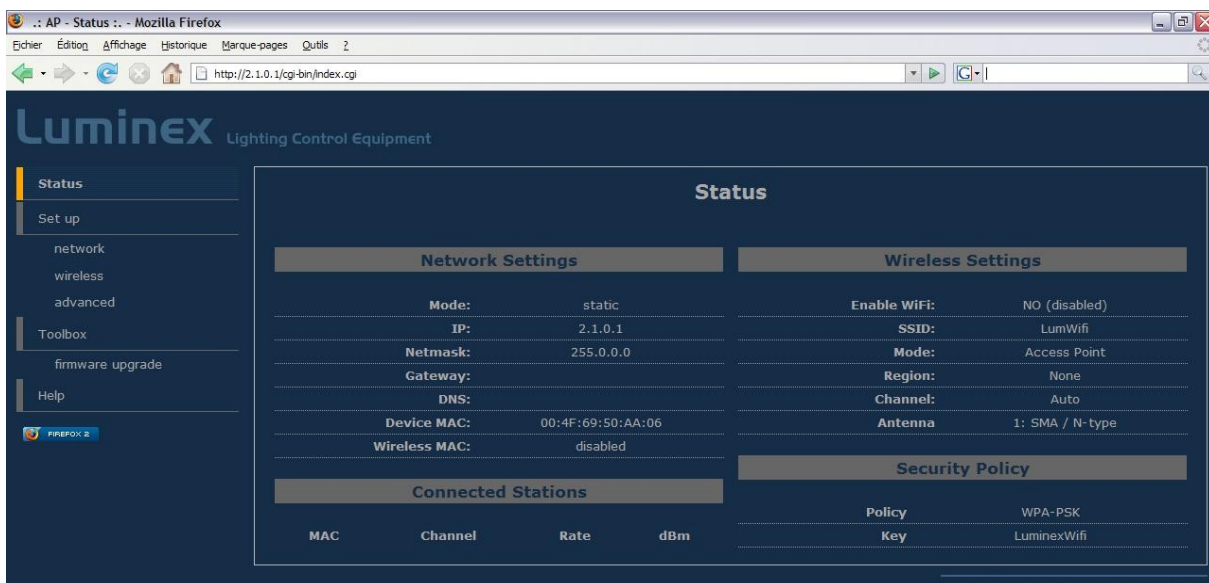 .: AP - Status :. - Mozilla Firefox
Fichier Édition Affichage Historique Marque-pages Outils ?
http://2.1.0.1/cgi-bin/index.cgi G
Luminex Lighting Control Equipment
Status
Set up
network
wireless
advanced
Toolbox
firmware upgrade
Help
FIREFOX 2
Status
Network Settings
Mode: static
IP: 2.1.0.1
Netmask: 255.0.0.0
Gateway:
DNS:
Device MAC: 00:4F:69:50:AA:06
Wireless MAC: disabled
Connected Stations
MAC Channel Rate dBm
Wireless Settings
Enable WiFi: NO (disabled)
SSID: LumWifi
Mode: Access Point
Region: None
Channel: Auto
Antenna 1: SMA / N-type
Security Policy
Policy WPA-PSK
Key LuminexWifi